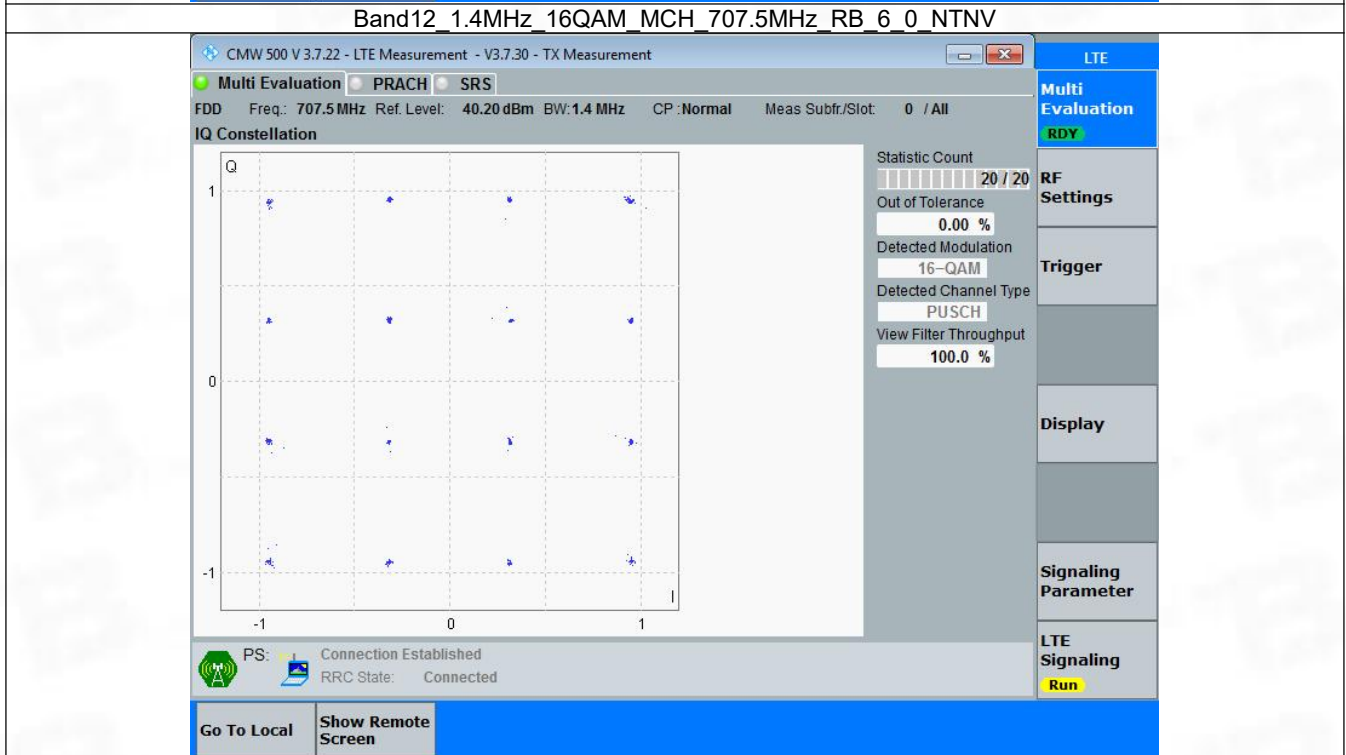 Band12_1.4MHz_16QAM_MCH_707.5MHz_RB_6_0_NTNV
CMW 500 V 3.7.22 - LTE Measurement - V3.7.30 - TX Measurement
LTE
Multi Evaluation PRACH SRS
Multi
Evaluation
RDY
FDD Freq.: 707.5 MHz Ref. Level: 40.20 dBm BW: 1.4 MHz CP : Normal Meas Subfr./Slot: 0 / All
IQ Constellation
Q
1
0
-1
I
-1 0 1
Statistic Count
20 / 20
Out of Tolerance
0.00 %
Detected Modulation
16-QAM
Detected Channel Type
PUSCH
View Filter Throughput
100.0 %
RF
Settings
Trigger
Display
Signaling
Parameter
LTE
Signaling
Run
PS: Connection Established
RRC State: Connected
Go To Local
Show Remote
Screen